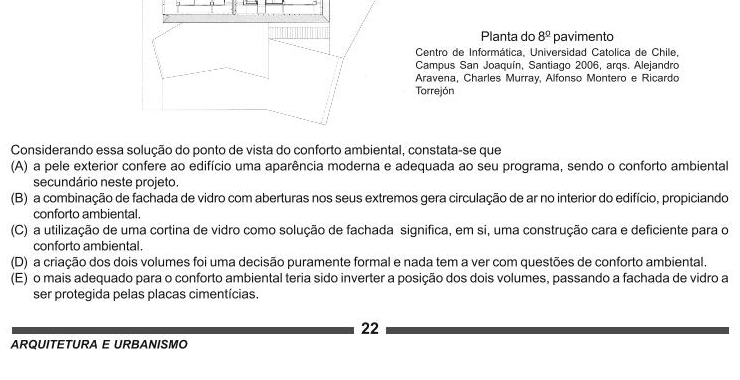 Planta do 8º pavimento
Centro de Informática, Universidad Catolica de Chile,
Campus San Joaquín, Santiago 2006, arqs. Alejandro
Aravena, Charles Murray, Alfonso Montero e Ricardo
Torrejón
Considerando essa solução do ponto de vista do conforto ambiental, constata-se que
(A) a pele exterior confere ao edifício uma aparência moderna e adequada ao seu programa, sendo o conforto ambiental
secundário neste projeto.
(B) a combinação de fachada de vidro com aberturas nos seus extremos gera circulação de ar no interior do edifício, propiciando
conforto ambiental.
(C) a utilização de uma cortina de vidro como solução de fachada significa, em si, uma construção cara e deficiente para o
conforto ambiental.
(D) a criação dos dois volumes foi uma decisão puramente formal e nada tem a ver com questões de conforto ambiental.
(E) o mais adequado para o conforto ambiental teria sido inverter a posição dos dois volumes, passando a fachada de vidro a
ser protegida pelas placas cimentícias.
22
ARQUITETURA E URBANISMO